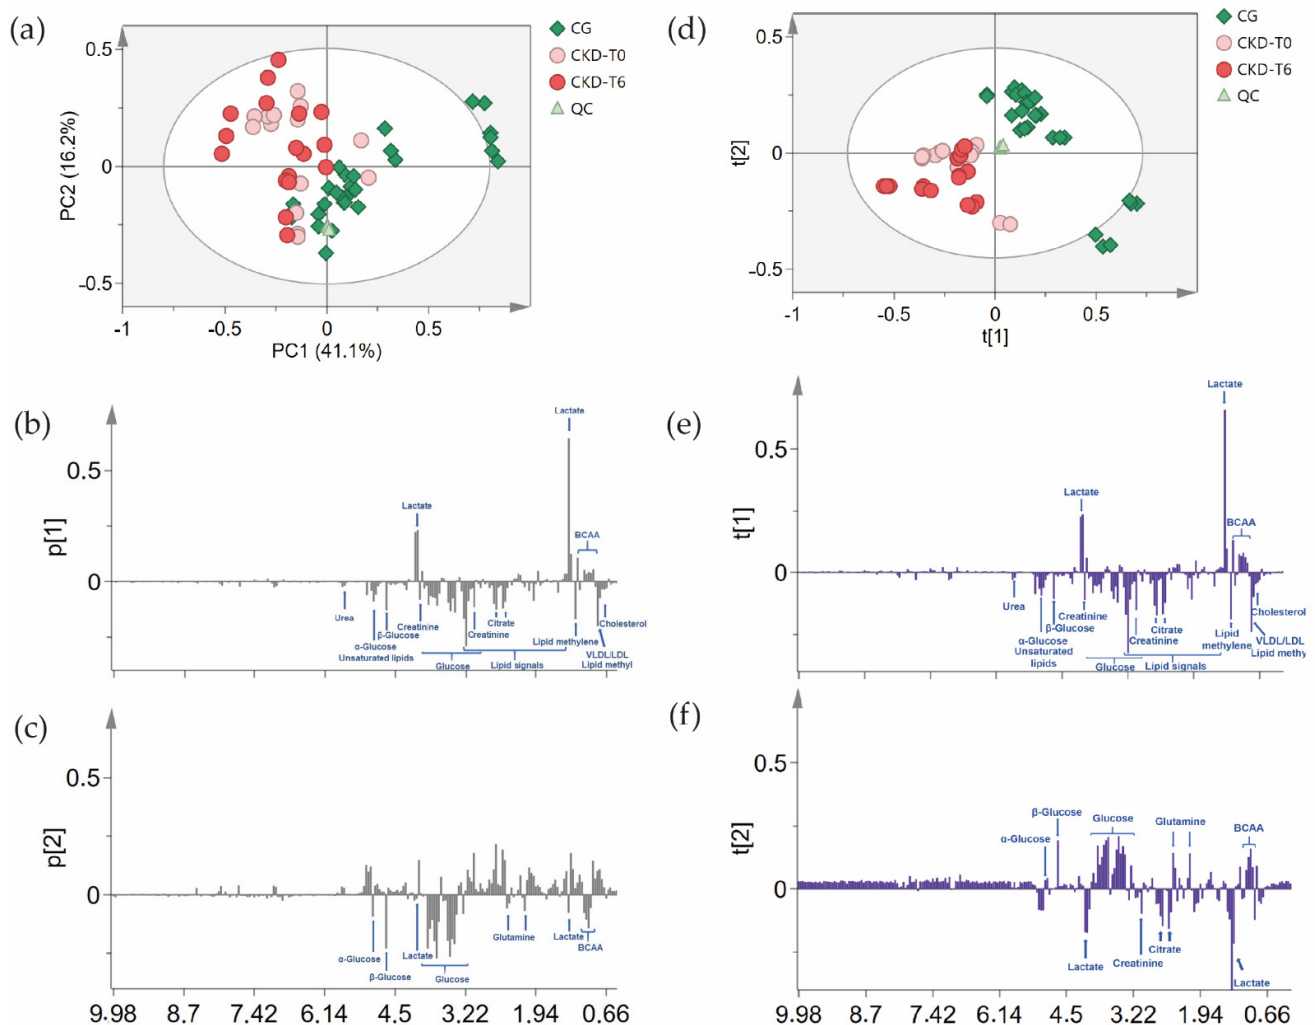 (a)
0.5
0
-0.5
PC2 (16.2%)
-1
-0.5
0
0.5
PC1 (41.1%)
CG
CKD-T0
CKD-T6
QC
(d)
0.5
0
-0.5
t[2]
-1
-0.5
0
0.5
t[1]
CG
CKD-T0
CKD-T6
QC
(b)
0.5
0
p[1]
Lactate
Lactate
BCAA
Urea
β-Glucose
α-Glucose
Unsaturated lipids
Creatinine
Glucose
Creatinine
Citrate
Lipid signals
Lipid methylene
Cholesterol
VLDL/LDL
Lipid methyl
(e)
0.5
0
t[1]
Lactate
Lactate
BCAA
Urea
β-Glucose
α-Glucose
Unsaturated
lipids
Creatinine
Glucose
Creatinine
Citrate
Lipid signals
Lipid
methylene
Cholesterol
VLDL/LDL
Lipid methy
(c)
0.5
0
p[2]
α-Glucose
β-Glucose
Lactate
Glucose
Glutamine
Lactate
BCAA
9.98
8.7
7.42
6.14
4.5
3.22
1.94
0.66
(f)
0.5
0
t[2]
α-Glucose
β-Glucose
Glucose
Glutamine
BCAA
Lactate
Creatinine
Citrate
Lactate
9.98
8.7
7.42
6.14
4.5
3.22
1.94
0.66